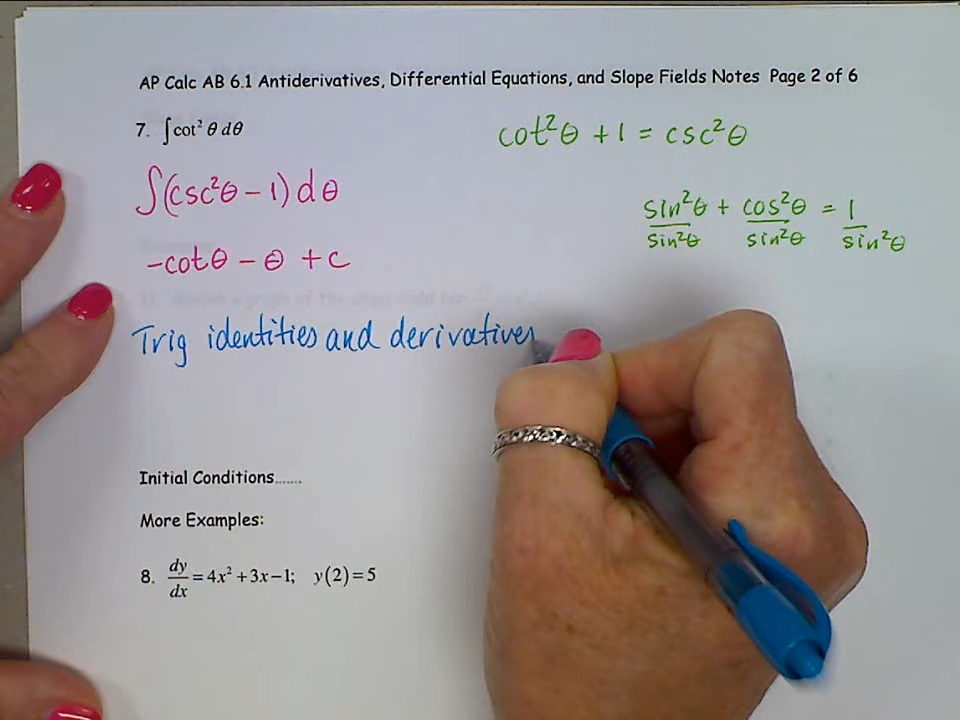 AP Calc AB 6.1 Antiderivatives, Differential Equations, and Slope Fields Notes Page 2 of 6
7. ∫cot² θ dθ
cot²θ + 1 = csc²θ
∫(csc²θ - 1) dθ
sin²θ/sin²θ + cos²θ/sin²θ = 1/sin²θ
-cotθ - θ + c
Trig identities and derivatives
Initial Conditions.......
More Examples:
8. dy/dx = 4x² + 3x - 1; y(2) = 5